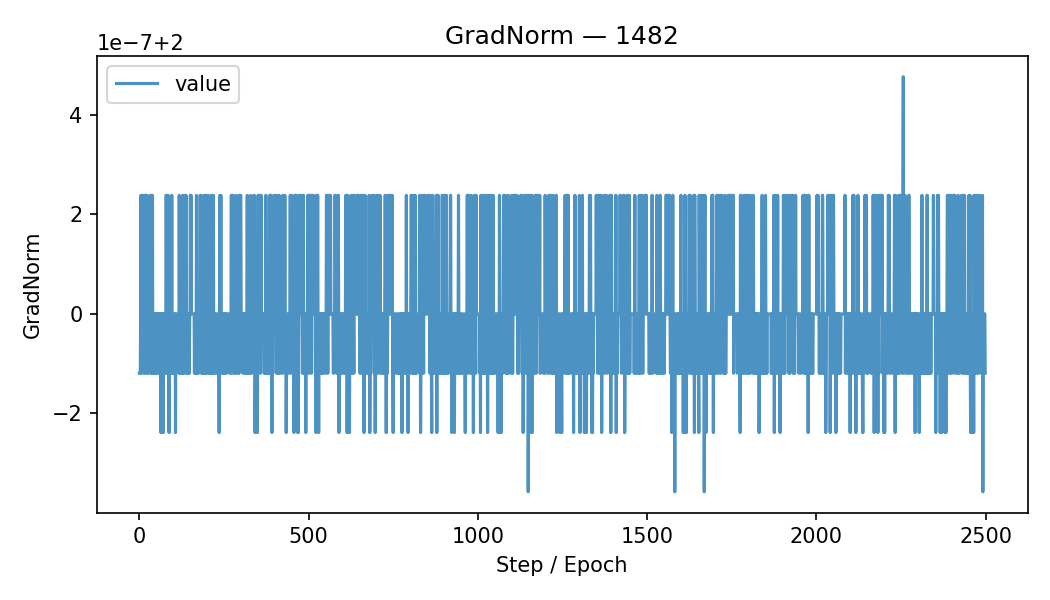 GradNorm — 1482
1e−7+2
value
4
2
0
−2
GradNorm
0 500 1000 1500 2000 2500
Step / Epoch